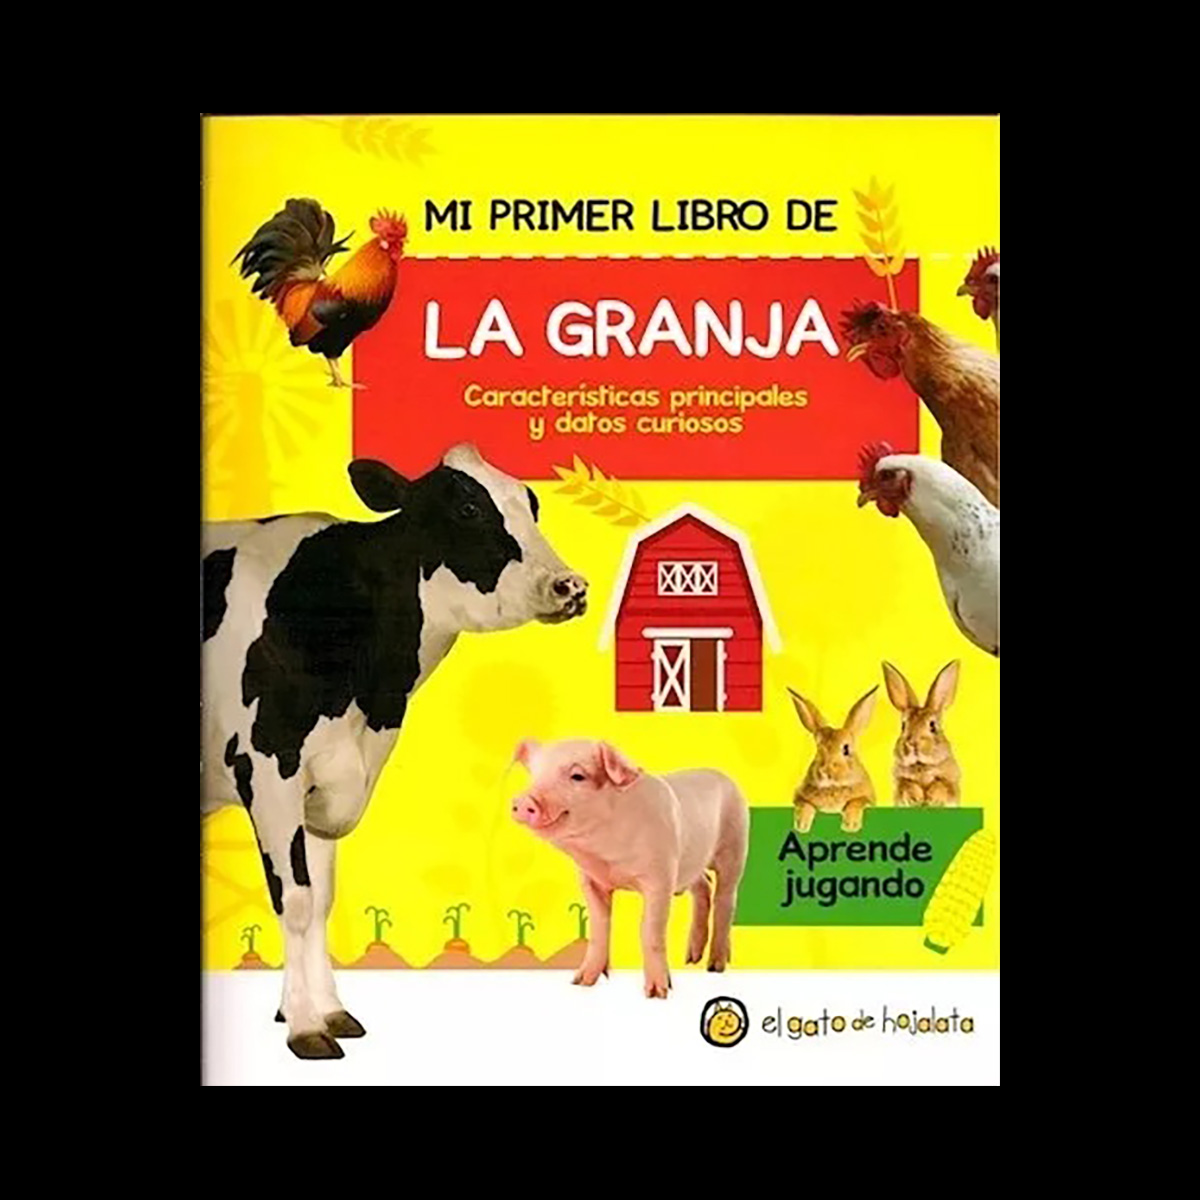 MI PRIMER LIBRO DE
LA GRANJA
Características principales
y datos curiosos
Aprende
jugando
el gato de hojalata